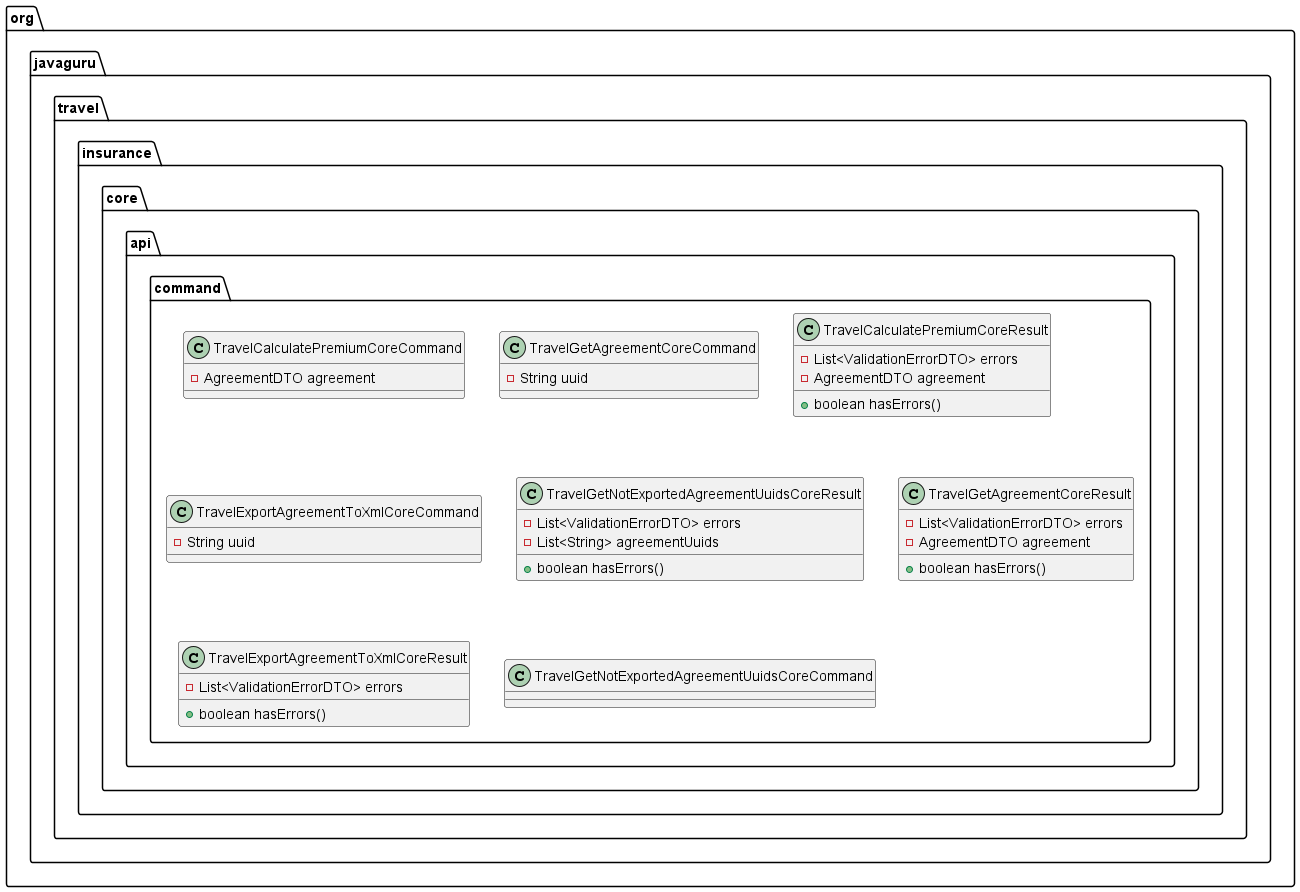 org
javaguru
travel
insurance
core
api
command
C TravelCalculatePremiumCoreCommand
AgreementDTO agreement
C TravelGetAgreementCoreCommand
String uuid
C TravelCalculatePremiumCoreResult
List<ValidationErrorDTO> errors
AgreementDTO agreement
boolean hasErrors()
C TravelExportAgreementToXmlCoreCommand
String uuid
C TravelGetNotExportedAgreementUuidsCoreResult
List<ValidationErrorDTO> errors
List<String> agreementUuids
boolean hasErrors()
C TravelGetAgreementCoreResult
List<ValidationErrorDTO> errors
AgreementDTO agreement
boolean hasErrors()
C TravelExportAgreementToXmlCoreResult
List<ValidationErrorDTO> errors
boolean hasErrors()
C TravelGetNotExportedAgreementUuidsCoreCommand